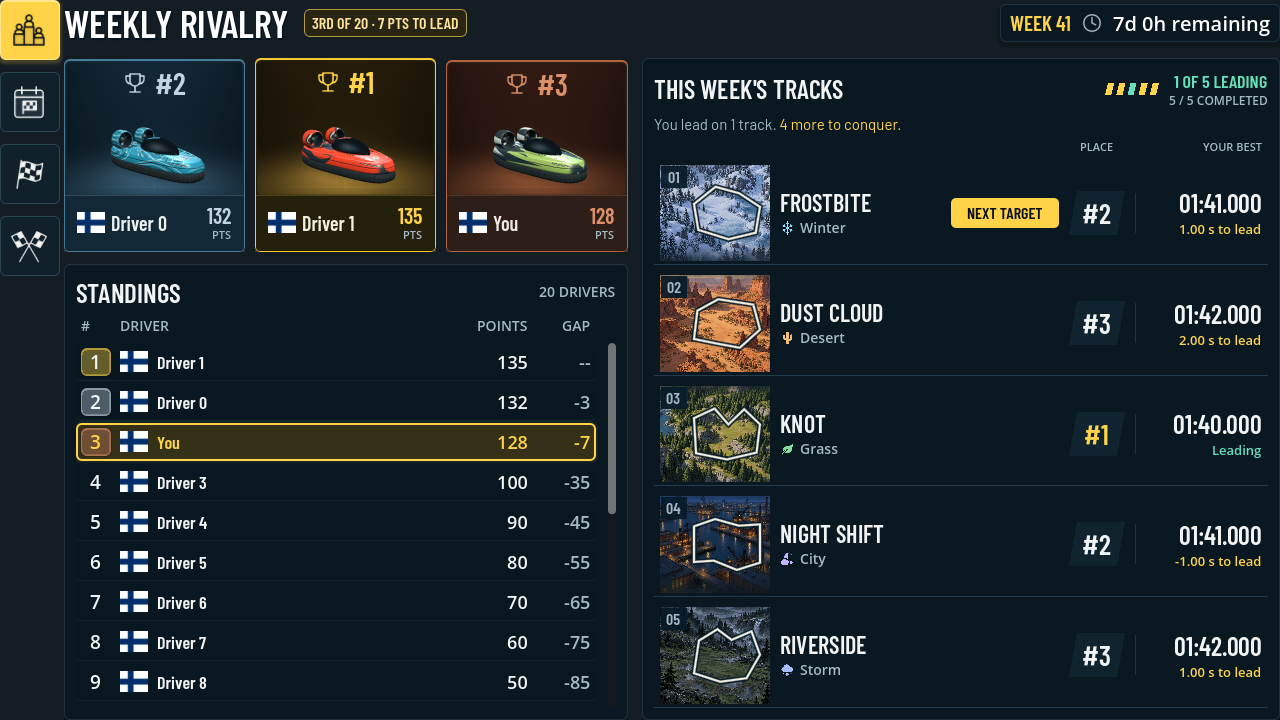 WEEKLY RIVALRY
3RD OF 20 · 7 PTS TO LEAD
WEEK 41
7d 0h remaining
#2
Driver 0
132
PTS
#1
Driver 1
135
PTS
#3
You
128
PTS
STANDINGS
20 DRIVERS
# DRIVER POINTS GAP
1 Driver 1 135 --
2 Driver 0 132 -3
3 You 128 -7
4 Driver 3 100 -35
5 Driver 4 90 -45
6 Driver 5 80 -55
7 Driver 6 70 -65
8 Driver 7 60 -75
9 Driver 8 50 -85
THIS WEEK'S TRACKS
1 OF 5 LEADING
5 / 5 COMPLETED
You lead on 1 track. 4 more to conquer.
PLACE YOUR BEST
01
FROSTBITE
Winter
NEXT TARGET
#2
01:41.000
1.00 s to lead
02
DUST CLOUD
Desert
#3
01:42.000
2.00 s to lead
03
KNOT
Grass
#1
01:40.000
Leading
04
NIGHT SHIFT
City
#2
01:41.000
-1.00 s to lead
05
RIVERSIDE
Storm
#3
01:42.000
1.00 s to lead